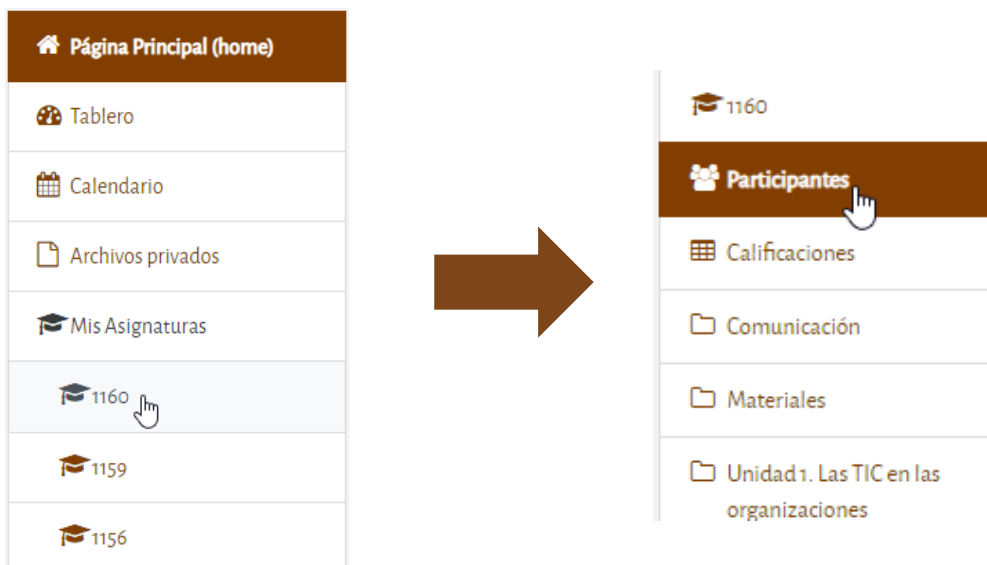 Página Principal (home)
Tablero
Calendario
Archivos privados
Mis Asignaturas
1160
1159
1156
1160
Participantes
Calificaciones
Comunicación
Materiales
Unidad 1. Las TIC en las
organizaciones